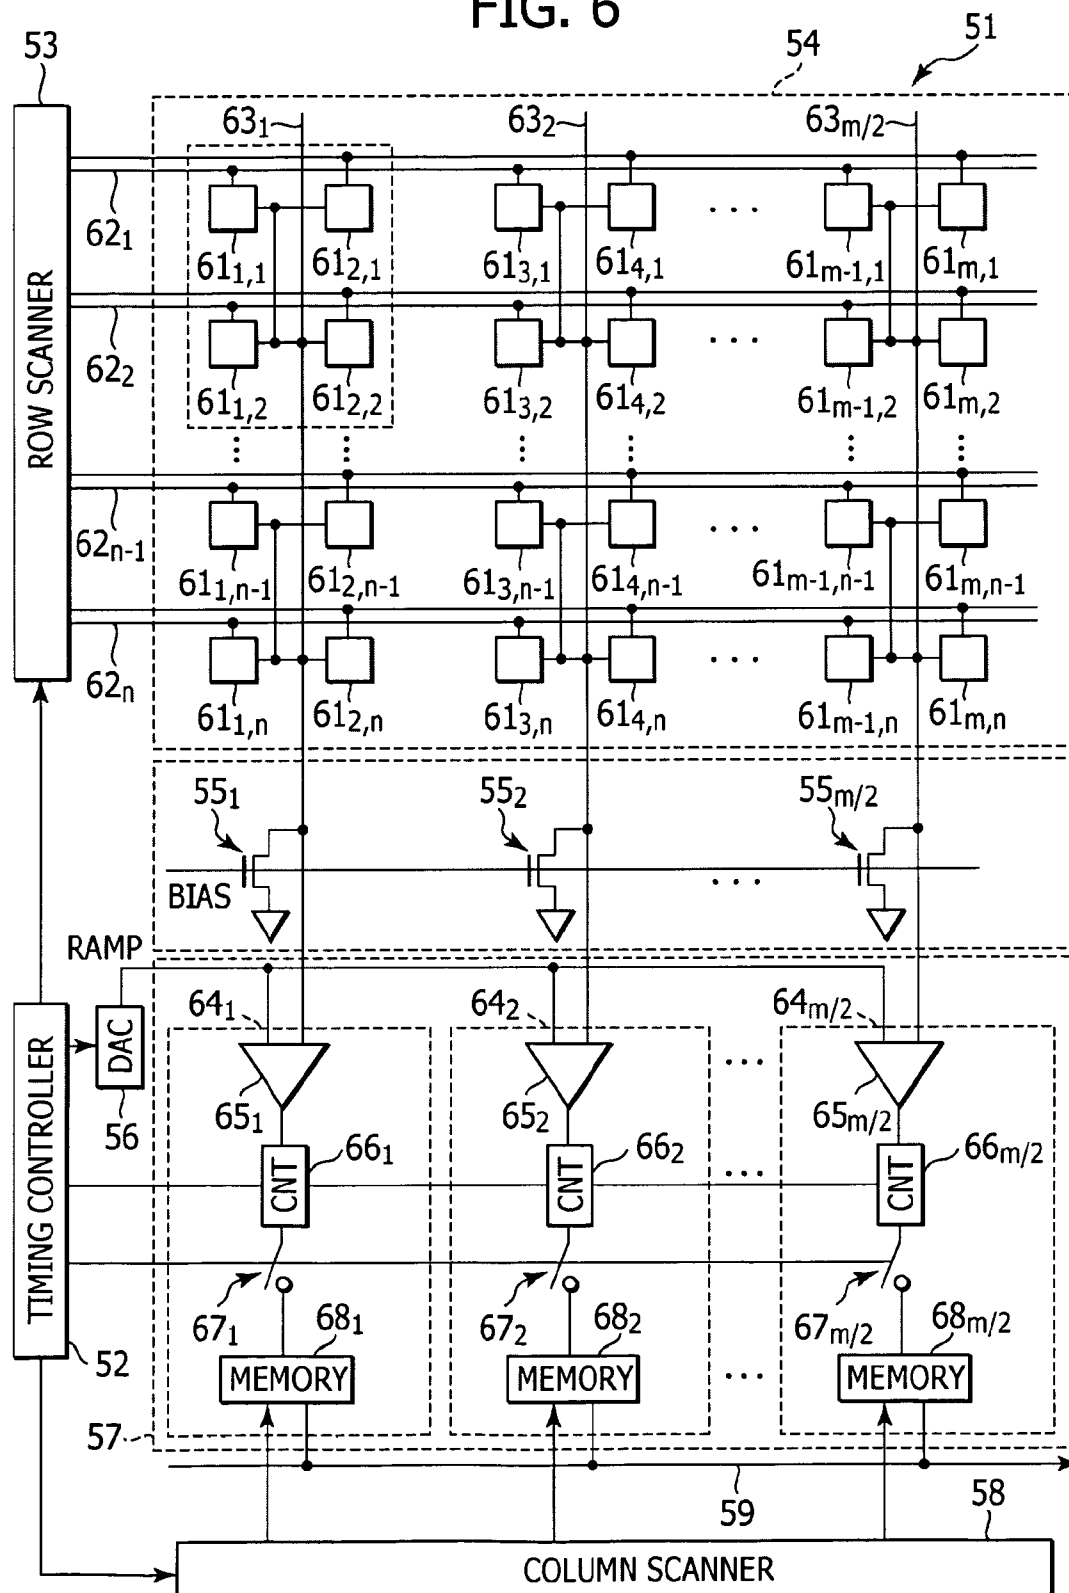 FIG. 6
53
54
51
63₁
63₂
63m/2
62₁
61₁,₁
61₂,₁
61₃,₁
61₄,₁
61m-1,1
61m,1
62₂
61₁,₂
61₂,₂
61₃,₂
61₄,₂
61m-1,2
61m,2
ROW SCANNER
62n-1
61₁,n-1
61₂,n-1
61₃,n-1
61₄,n-1
61m-1,n-1
61m,n-1
62n
61₁,n
61₂,n
61₃,n
61₄,n
61m-1,n
61m,n
55₁
55₂
55m/2
BIAS
RAMP
64₁
64₂
64m/2
TIMING CONTROLLER
DAC
56
65₁
65₂
65m/2
CNT
66₁
CNT
66₂
CNT
66m/2
67₁
67₂
67m/2
68₁
68₂
68m/2
52
MEMORY
MEMORY
MEMORY
57
59
58
COLUMN SCANNER